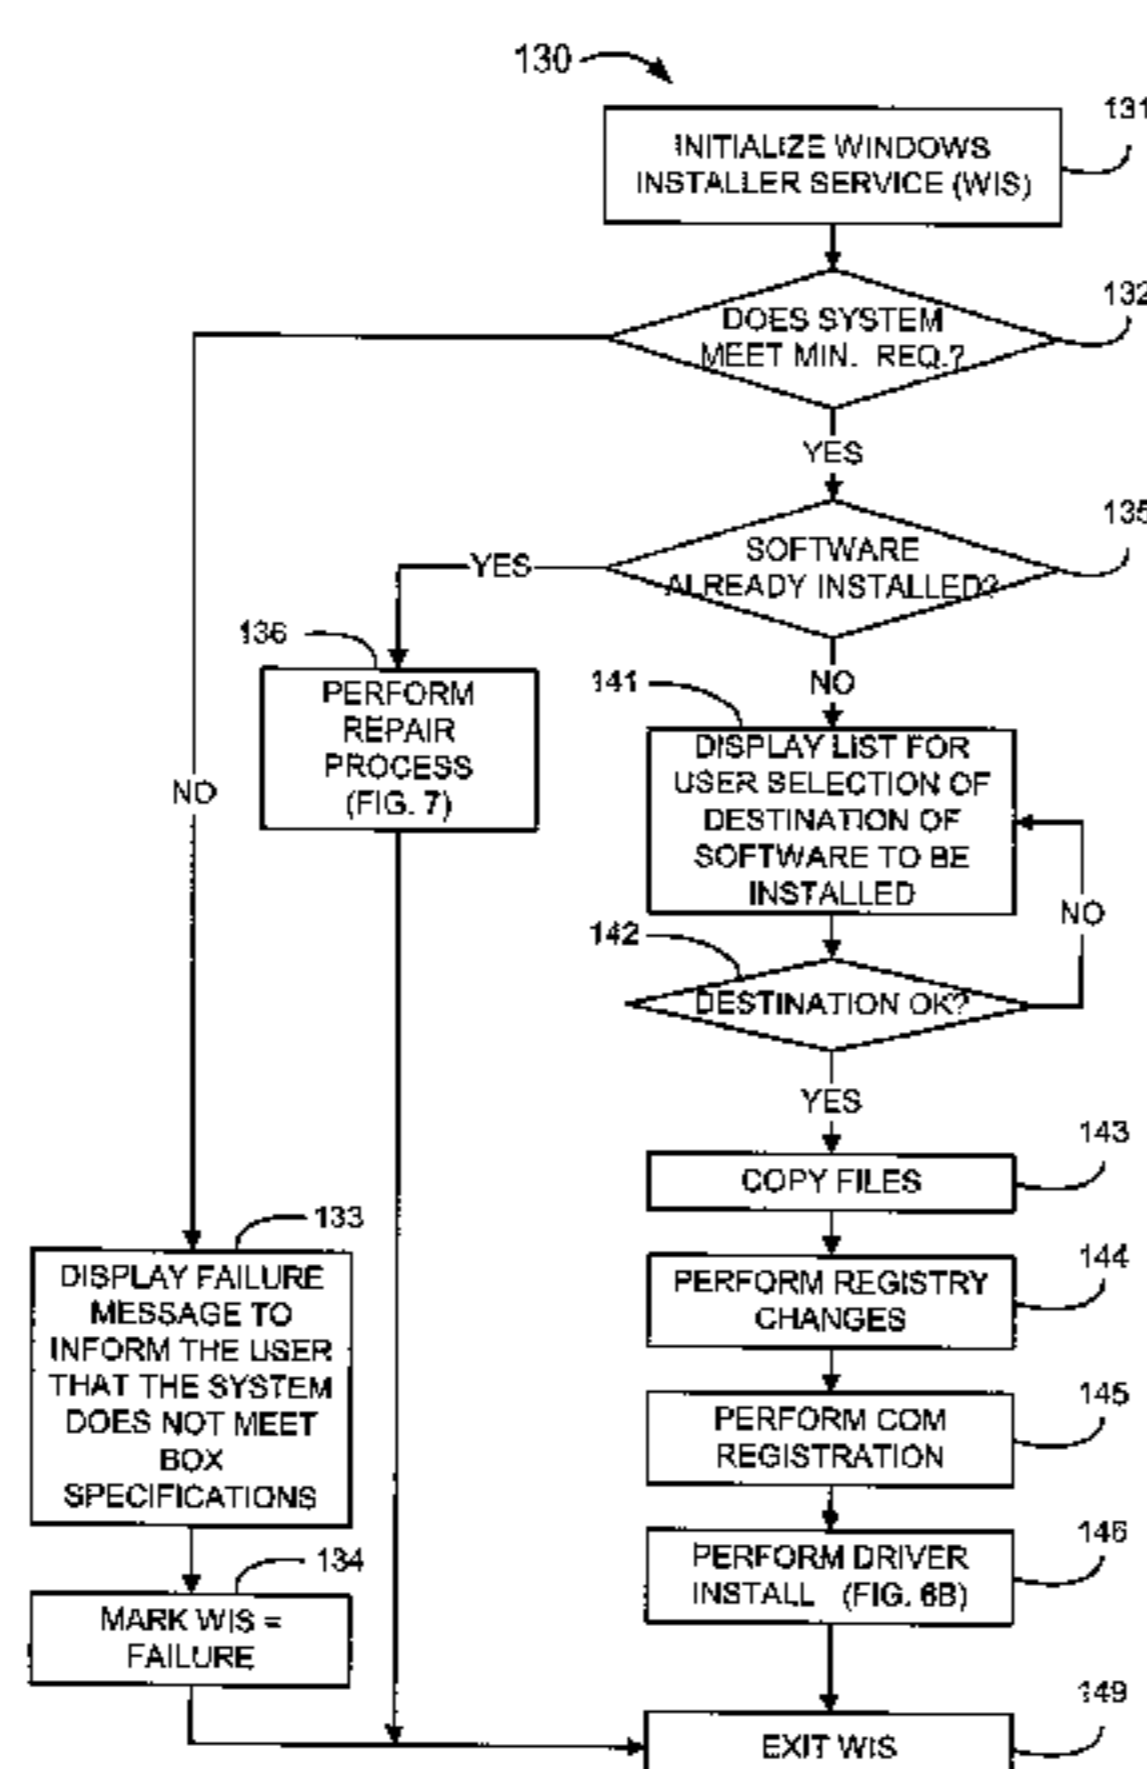 130
131
INITIALIZE WINDOWS
INSTALLER SERVICE (WIS)
132
DOES SYSTEM
MEET MIN. REQ.?
YES
135
SOFTWARE
ALREADY INSTALLED?
YES
136
PERFORM
REPAIR
PROCESS
(FIG. 7)
NO
141
DISPLAY LIST FOR
USER SELECTION OF
DESTINATION OF
SOFTWARE TO BE
INSTALLED
NO
NO
142
DESTINATION OK?
YES
143
COPY FILES
133
DISPLAY FAILURE
MESSAGE TO
INFORM THE USER
THAT THE SYSTEM
DOES NOT MEET
BOX
SPECIFICATIONS
144
PERFORM REGISTRY
CHANGES
145
PERFORM COM
REGISTRATION
146
PERFORM DRIVER
INSTALL (FIG. 6B)
134
MARK WIS =
FAILURE
149
EXIT WIS